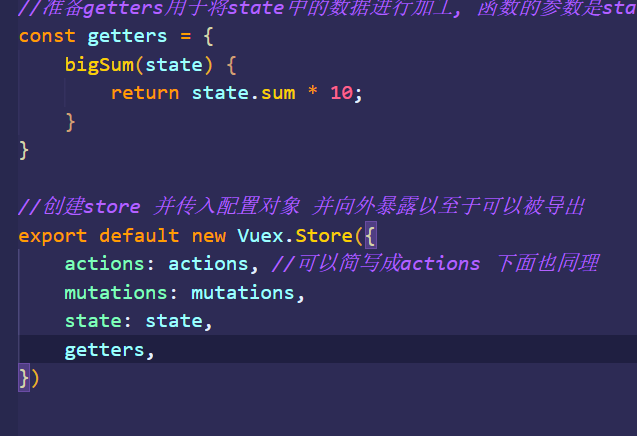 //准备getters用于将state中的数据进行加工, 函数的参数是sta
const getters = {
bigSum(state) {
return state.sum * 10;
}
}
//创建store 并传入配置对象 并向外暴露以至于可以被导出
export default new Vuex.Store({
actions: actions, //可以简写成actions 下面也同理
mutations: mutations,
state: state,
getters,
})